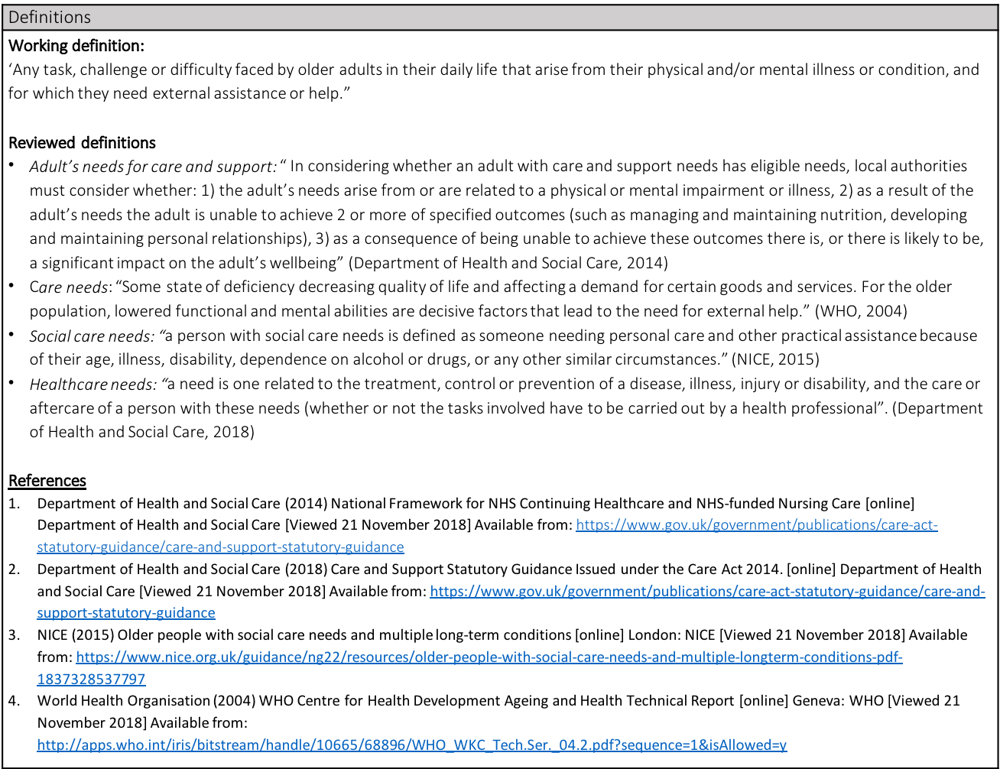 Definitions
Working definition:
‘Any task, challenge or difficulty faced by older adults in their daily life that arise from their physical and/or mental illness or condition, and
for which they need external assistance or help.”
Reviewed definitions
• Adult’s needs for care and support: “ In considering whether an adult with care and support needs has eligible needs, local authorities
must consider whether: 1) the adult’s needs arise from or are related to a physical or mental impairment or illness, 2) as a result of the
adult’s needs the adult is unable to achieve 2 or more of specified outcomes (such as managing and maintaining nutrition, developing
and maintaining personal relationships), 3) as a consequence of being unable to achieve these outcomes there is, or there is likely to be,
a significant impact on the adult’s wellbeing” (Department of Health and Social Care, 2014)
• Care needs: “Some state of deficiency decreasing quality of life and affecting a demand for certain goods and services. For the older
population, lowered functional and mental abilities are decisive factors that lead to the need for external help.” (WHO, 2004)
• Social care needs: “a person with social care needs is defined as someone needing personal care and other practical assistance because
of their age, illness, disability, dependence on alcohol or drugs, or any other similar circumstances.” (NICE, 2015)
• Healthcare needs: “a need is one related to the treatment, control or prevention of a disease, illness, injury or disability, and the care or
aftercare of a person with these needs (whether or not the tasks involved have to be carried out by a health professional”. (Department
of Health and Social Care, 2018)
References
1. Department of Health and Social Care (2014) National Framework for NHS Continuing Healthcare and NHS-funded Nursing Care [online]
Department of Health and Social Care [Viewed 21 November 2018] Available from: https://www.gov.uk/government/publications/care-act-
statutory-guidance/care-and-support-statutory-guidance
2. Department of Health and Social Care (2018) Care and Support Statutory Guidance Issued under the Care Act 2014. [online] Department of Health
and Social Care [Viewed 21 November 2018] Available from: https://www.gov.uk/government/publications/care-act-statutory-guidance/care-and-
support-statutory-guidance
3. NICE (2015) Older people with social care needs and multiple long-term conditions [online] London: NICE [Viewed 21 November 2018] Available
from: https://www.nice.org.uk/guidance/ng22/resources/older-people-with-social-care-needs-and-multiple-longterm-conditions-pdf-
1837328537797
4. World Health Organisation (2004) WHO Centre for Health Development Ageing and Health Technical Report [online] Geneva: WHO [Viewed 21
November 2018] Available from:
http://apps.who.int/iris/bitstream/handle/10665/68896/WHO_WKC_Tech.Ser._04.2.pdf?sequence=1&isAllowed=y